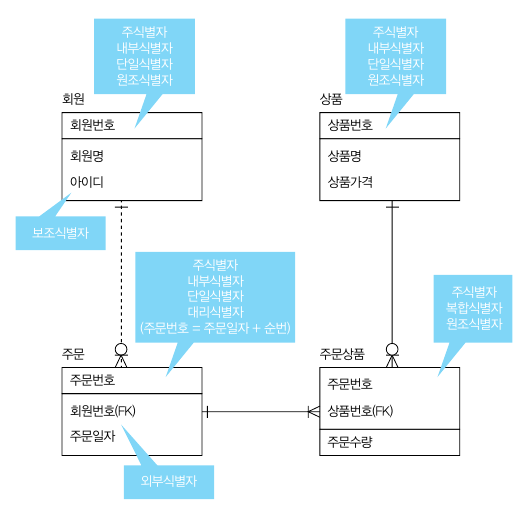 주식별자
내부식별자
단일식별자
원조식별자
주식별자
내부식별자
단일식별자
원조식별자
회원
회원번호
회원명
아이디
상품
상품번호
상품명
상품가격
보조식별자
주식별자
내부식별자
단일식별자
대리식별자
(주문번호 = 주문일자 + 순번)
주식별자
복합식별자
원조식별자
주문
주문번호
회원번호(FK)
주문일자
주문상품
주문번호
상품번호(FK)
주문수량
외부식별자